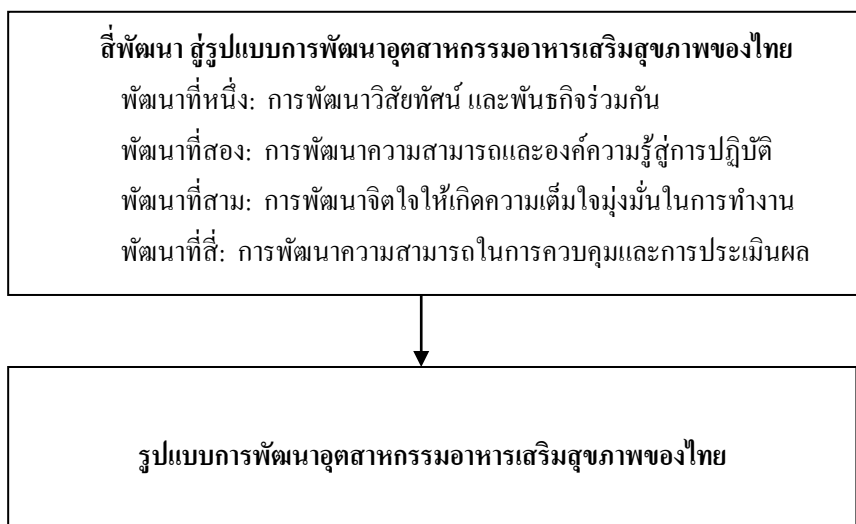 สี่พัฒนา สู่รูปแบบการพัฒนาอุตสาหกรรมอาหารเสริมสุขภาพของไทย
พัฒนาที่หนึ่ง: การพัฒนาวิสัยทัศน์ และพันธกิจร่วมกัน
พัฒนาที่สอง: การพัฒนาความสามารถและองค์ความรู้สู่การปฏิบัติ
พัฒนาที่สาม: การพัฒนาจิตใจให้เกิดความเต็มใจมุ่งมั่นในการทำงาน
พัฒนาที่สี่: การพัฒนาความสามารถในการควบคุมและการประเมินผล
รูปแบบการพัฒนาอุตสาหกรรมอาหารเสริมสุขภาพของไทย